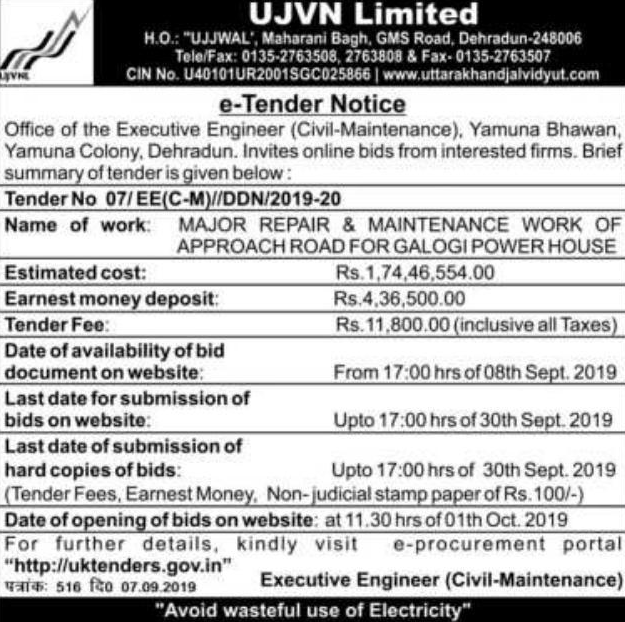 UJVN Limited
UJVNL
H.O.: "UJJWAL', Maharani Bagh, GMS Road, Dehradun-248006
Tele/Fax: 0135-2763508, 2763808 & Fax- 0135-2763507
CIN No. U40101UR2001SGC025866 | www.uttarakhandjalvidyut.com
e-Tender Notice
Office of the Executive Engineer (Civil-Maintenance), Yamuna Bhawan,
Yamuna Colony, Dehradun. Invites online bids from interested firms. Brief
summary of tender is given below :
Tender No 07/ EE(C-M)//DDN/2019-20
Name of work: MAJOR REPAIR & MAINTENANCE WORK OF
APPROACH ROAD FOR GALOGI POWER HOUSE
Estimated cost: Rs.1,74,46,554.00
Earnest money deposit: Rs.4,36,500.00
Tender Fee: Rs.11,800.00 (inclusive all Taxes)
Date of availability of bid
document on website: From 17:00 hrs of 08th Sept. 2019
Last date for submission of
bids on website: Upto 17:00 hrs of 30th Sept. 2019
Last date of submission of
hard copies of bids: Upto 17:00 hrs of 30th Sept. 2019
(Tender Fees, Earnest Money, Non-judicial stamp paper of Rs.100/-)
Date of opening of bids on website: at 11.30 hrs of 01th Oct. 2019
For further details, kindly visit e-procurement portal
"http://uktenders.gov.in"
पत्रांक: 516 दि0 07.09.2019 Executive Engineer (Civil-Maintenance)
"Avoid wasteful use of Electricity"